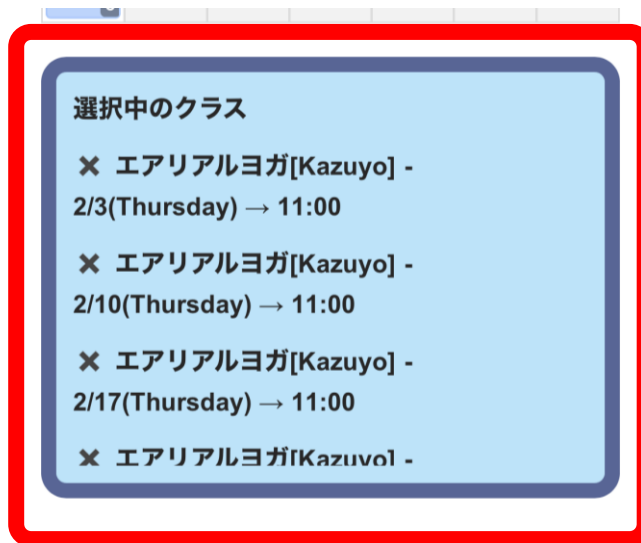 選択中のクラス
✖ エアリアルヨガ[Kazuyo] -
2/3(Thursday) → 11:00
✖ エアリアルヨガ[Kazuyo] -
2/10(Thursday) → 11:00
✖ エアリアルヨガ[Kazuyo] -
2/17(Thursday) → 11:00
✖ エアリアルヨガ[Kazuyo] -